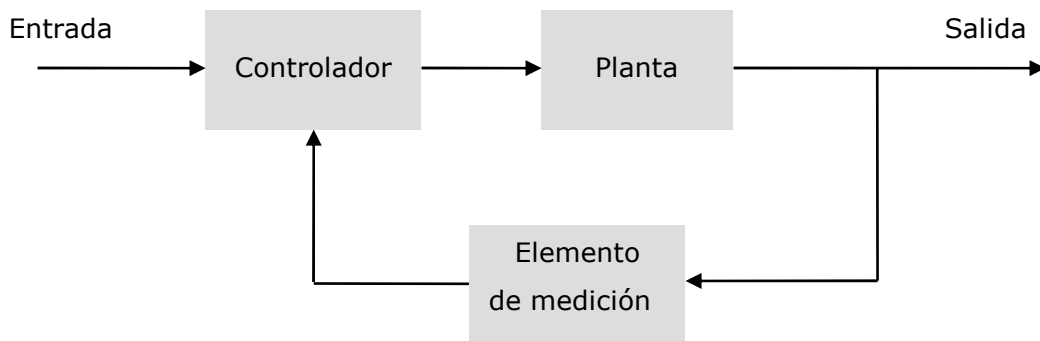 Entrada
Salida
Controlador
Planta
Elemento
de medición